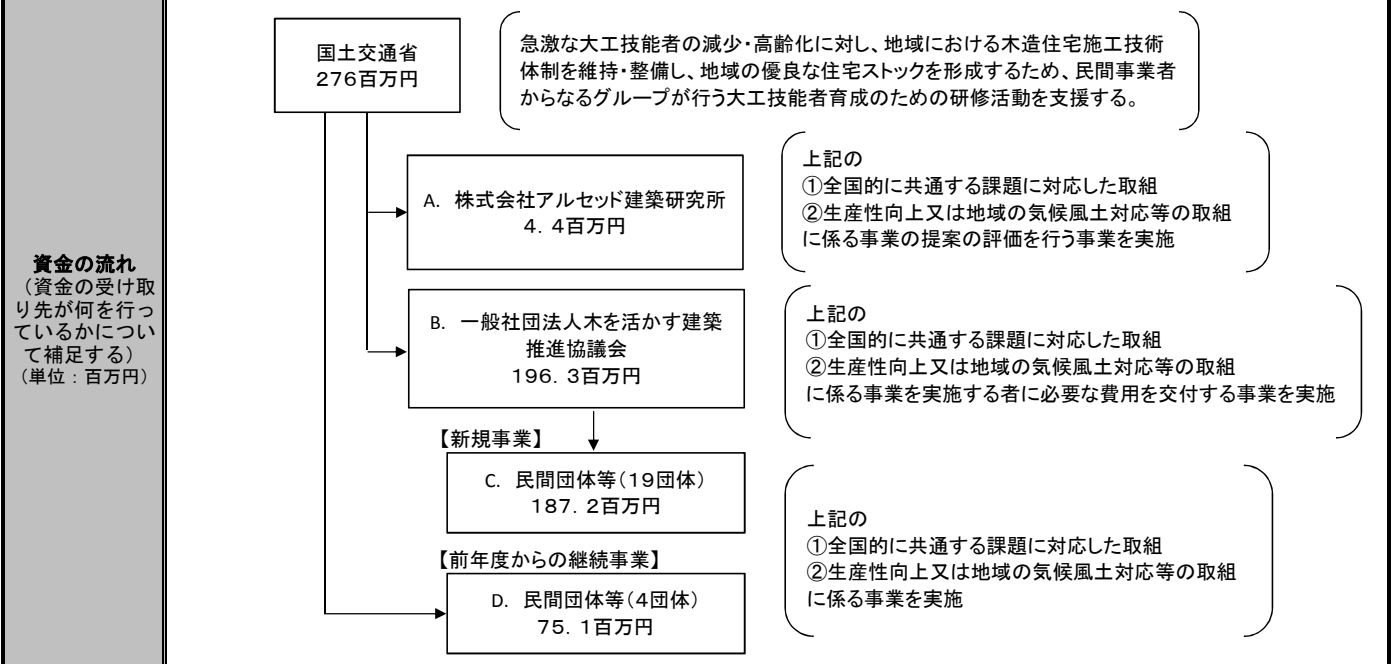 資金の流れ
（資金の受け取
り先が何を行っ
ているかについ
て補足する）
（単位：百万円）
国土交通省
276百万円
急激な大工技能者の減少・高齢化に対し、地域における木造住宅施工技術
体制を維持・整備し、地域の優良な住宅ストックを形成するため、民間事業者
からなるグループが行う大工技能者育成のための研修活動を支援する。
A. 株式会社アルセッド建築研究所
4．4百万円
上記の
①全国的に共通する課題に対応した取組
②生産性向上又は地域の気候風土対応等の取組
に係る事業の提案の評価を行う事業を実施
B. 一般社団法人木を活かす建築
推進協議会
196．3百万円
上記の
①全国的に共通する課題に対応した取組
②生産性向上又は地域の気候風土対応等の取組
に係る事業を実施する者に必要な費用を交付する事業を実施
【新規事業】
C. 民間団体等（19団体）
187．2百万円
【前年度からの継続事業】
D. 民間団体等（4団体）
75．1百万円
上記の
①全国的に共通する課題に対応した取組
②生産性向上又は地域の気候風土対応等の取組
に係る事業を実施